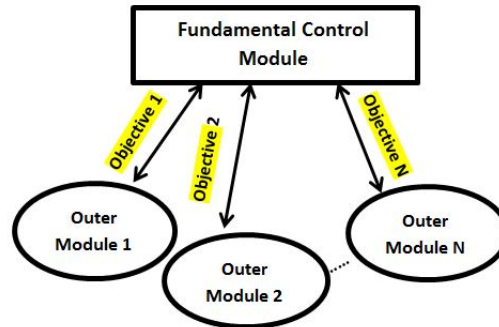 Fundamental Control
Module
Objective 1
Objective 2
Objective N
Outer
Module 1
Outer
Module 2
Outer
Module N